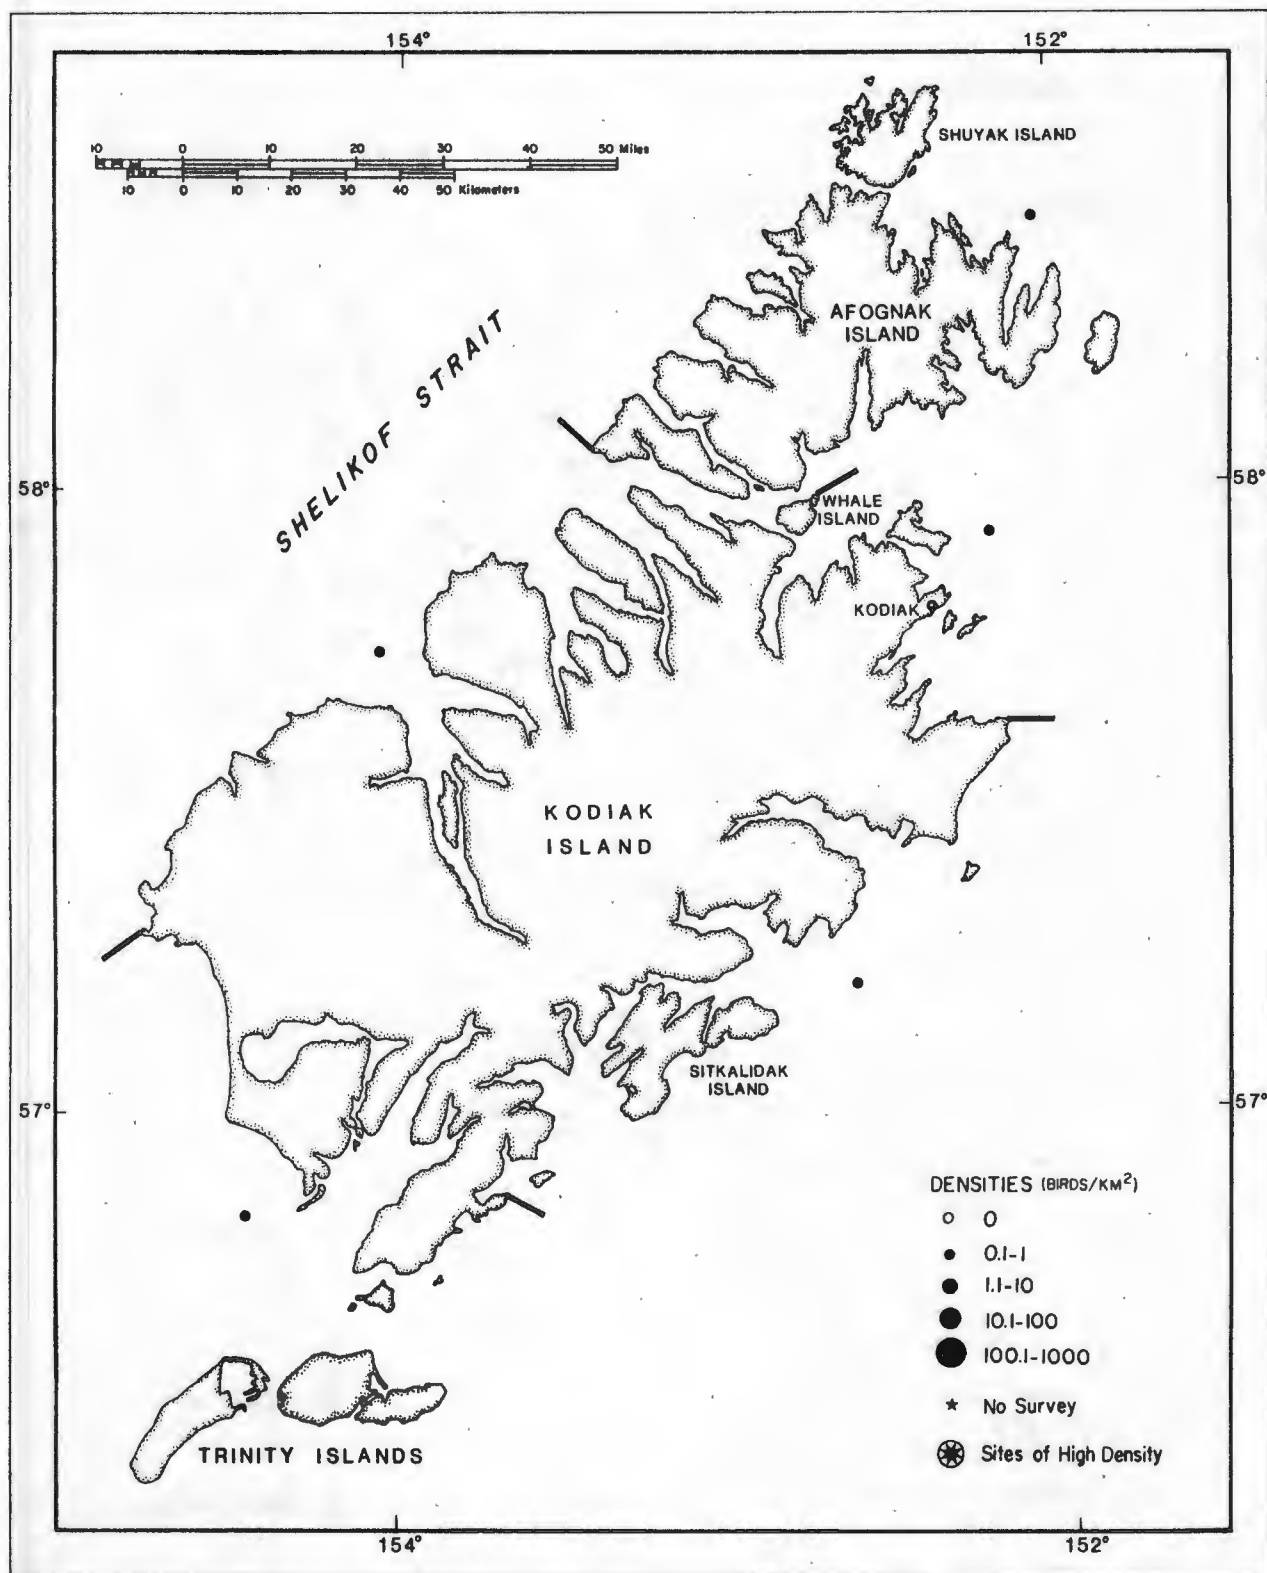 154° 152°
SHUYAK ISLAND
10 0 10 20 30 40 50 Miles
10 0 10 20 30 40 50 Kilometers
AFOGNAK
ISLAND
SHELIKOF STRAIT
58° 58°
WHALE
ISLAND
KODIAK
KODIAK
ISLAND
SITKALIDAK
ISLAND
57° 57°
DENSITIES (BIRDS/KM²)
0
0.1-1
1.1-10
10.1-100
100.1-1000
No Survey
Sites of High Density
TRINITY ISLANDS
154° 152°